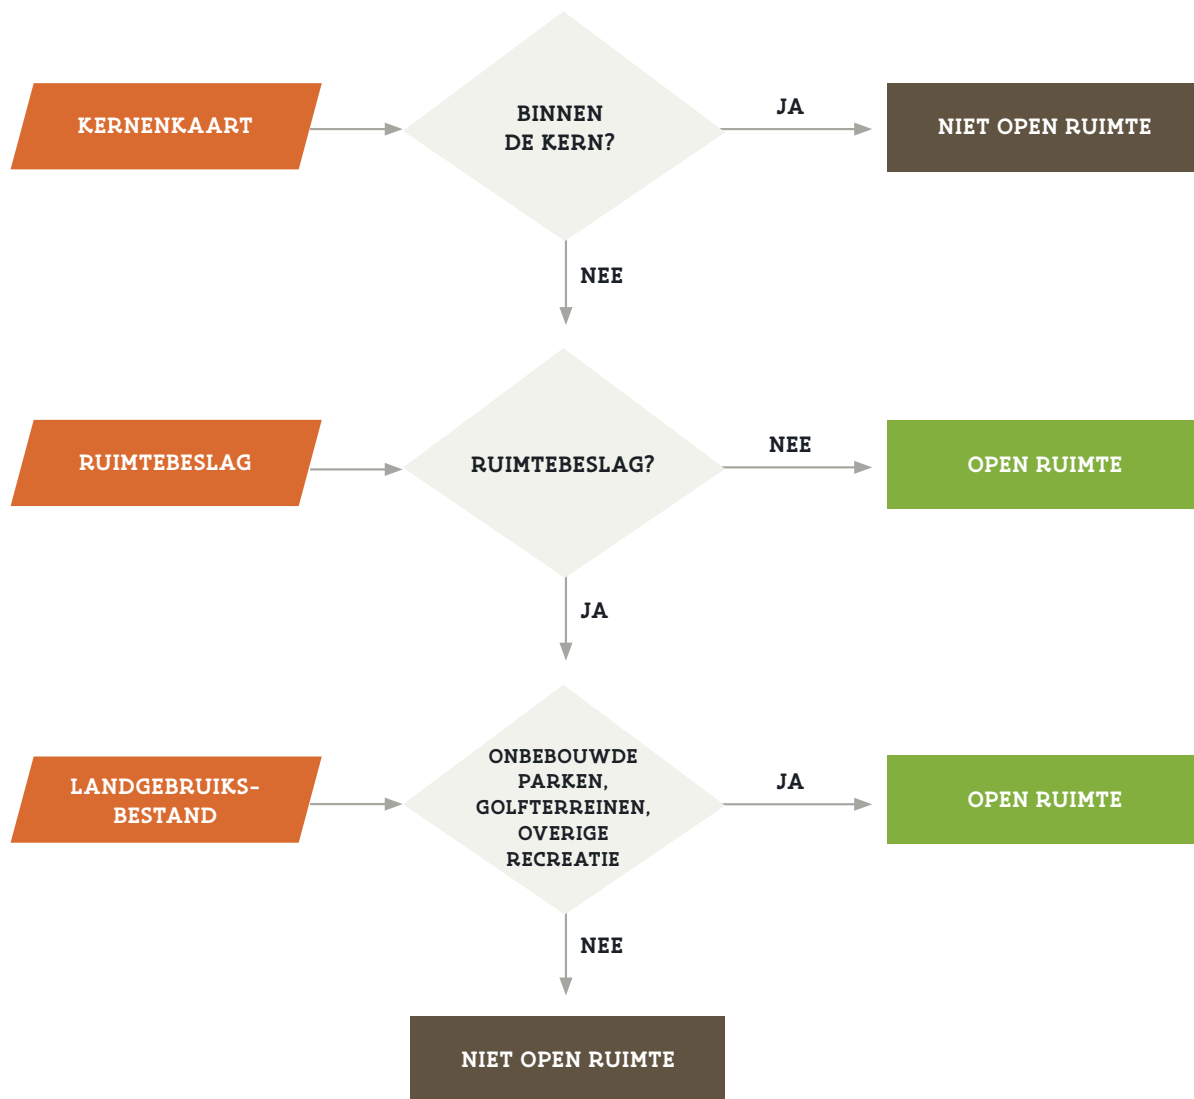 KERNENKAART
BINNEN
DE KERN?
JA
NIET OPEN RUIMTE
NEE
RUIMTEBESLAG
RUIMTEBESLAG?
NEE
OPEN RUIMTE
JA
LANDGEBRUIKS-
BESTAND
ONBEBOUWDE
PARKEN,
GOLFTERREINEN,
OVERIGE
RECREATIE
JA
OPEN RUIMTE
NEE
NIET OPEN RUIMTE